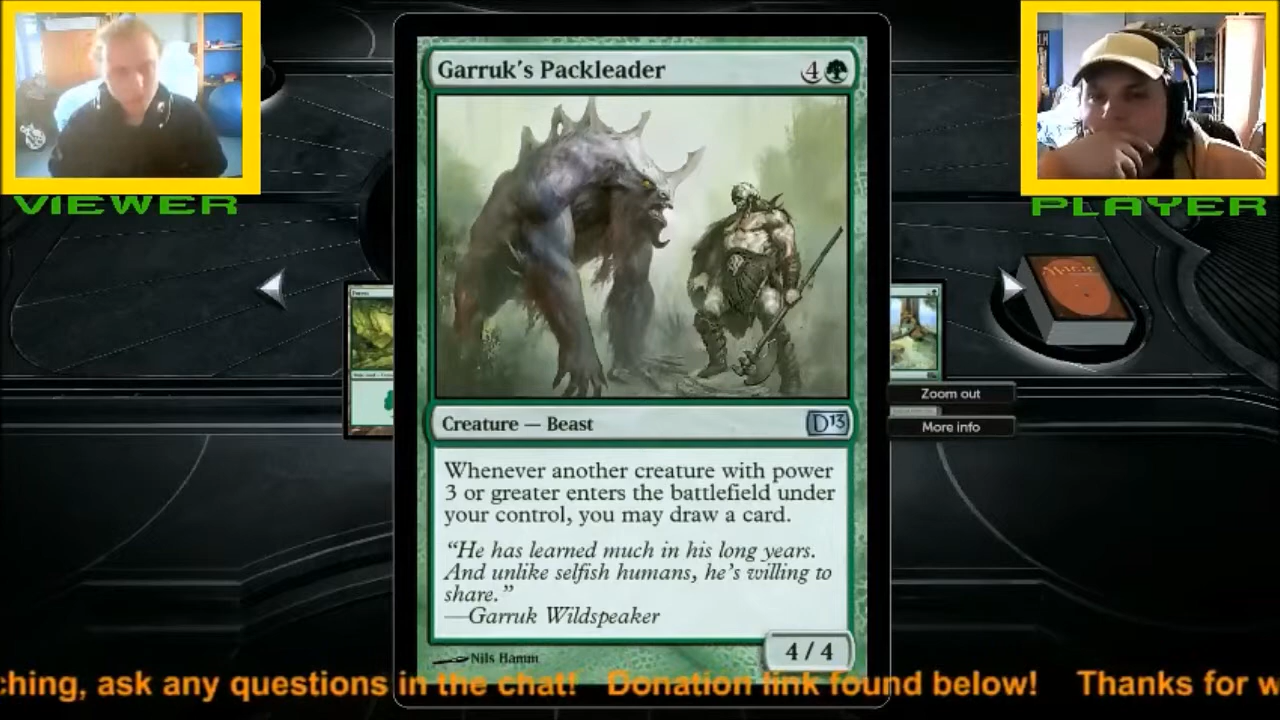 VIEWER
PLAYER
Garruk's Packleader 4
MAGIC
Zoom out
More info
Creature — Beast D13
Whenever another creature with power
3 or greater enters the battlefield under
your control, you may draw a card.
“He has learned much in his long years.
And unlike selfish humans, he’s willing to
share.”
—Garruk Wildspeaker
4 / 4
Nils Hamm
ching, ask any questions in the chat! Donation link found below! Thanks for w